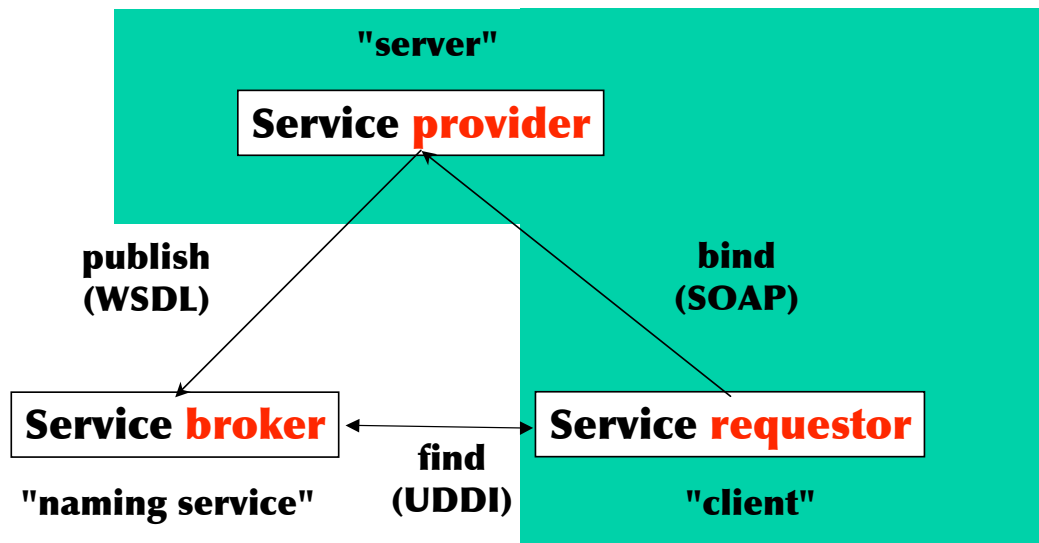 "server"
Service provider
publish
(WSDL)
bind
(SOAP)
Service broker
Service requestor
find
(UDDI)
"naming service"
"client"